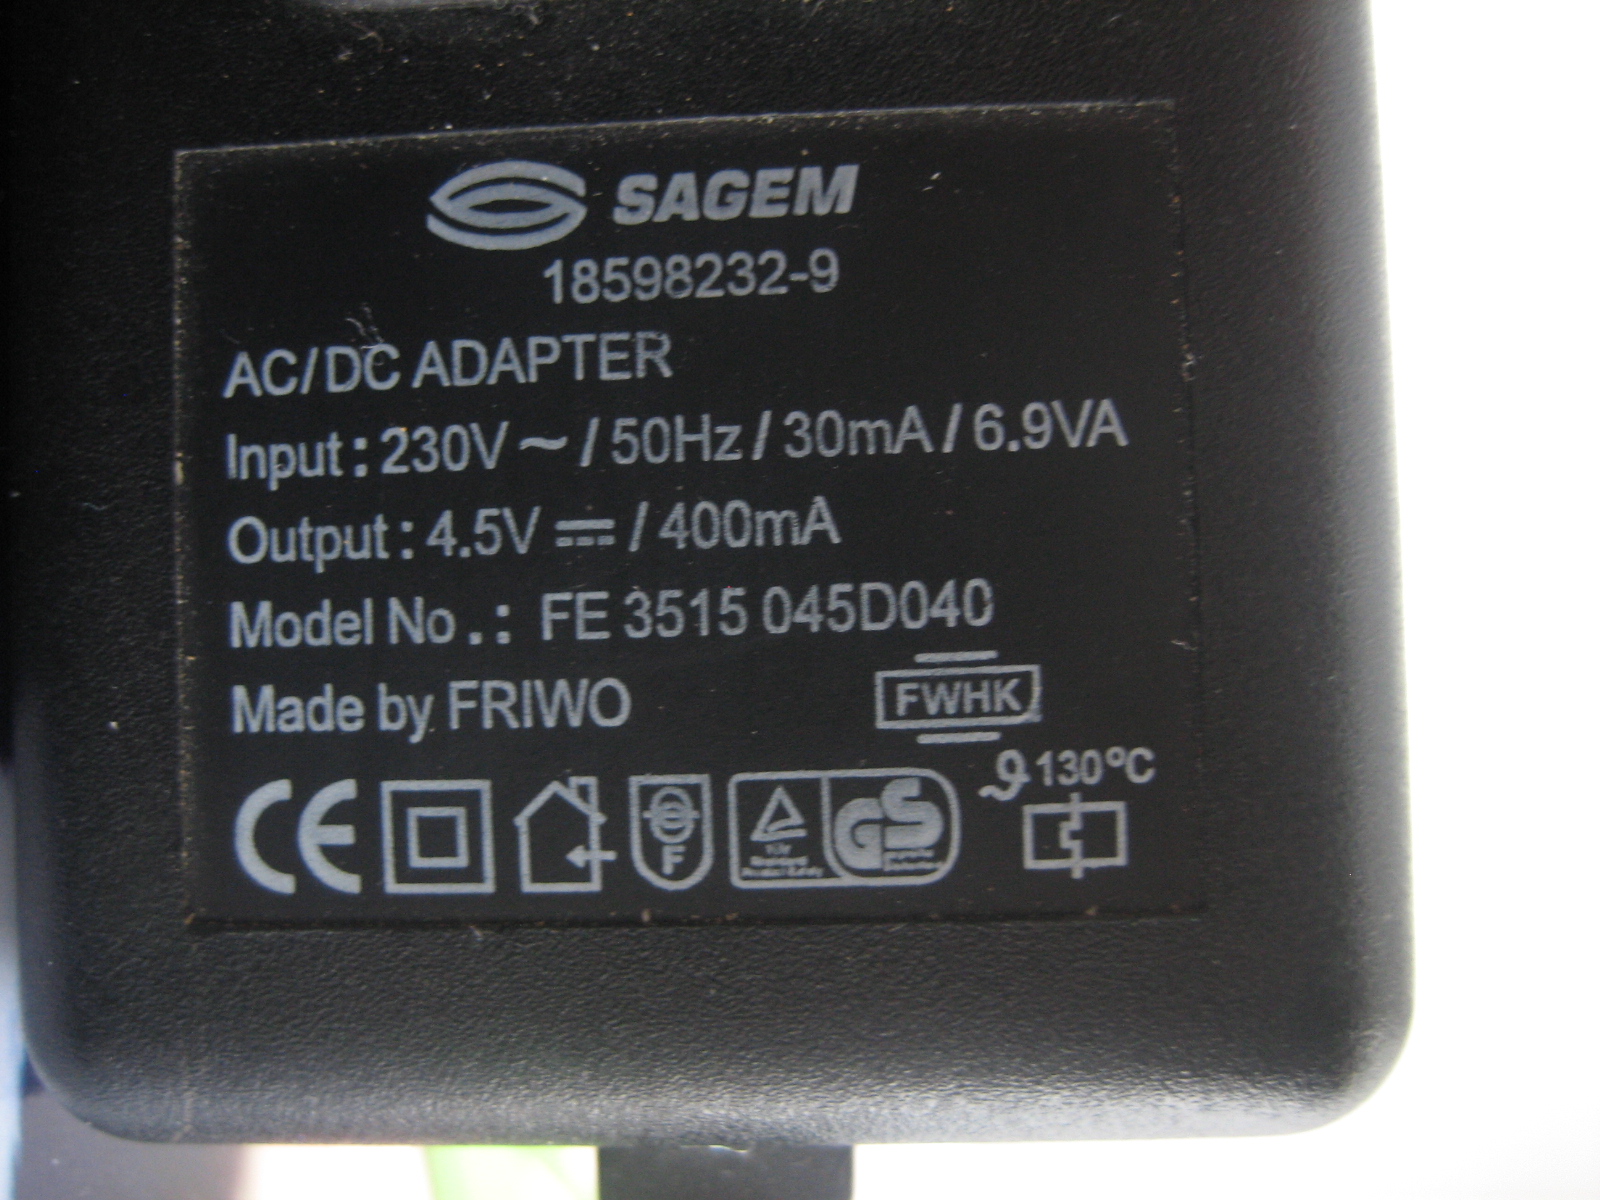 SAGEM
18598232-9
AC/DC ADAPTER
Input: 230V ~ / 50Hz / 30mA / 6.9VA
Output: 4.5V ⎓ / 400mA
Model No.: FE 3515 045D040
Made by FRIWO
FWHK
130°C
CE
F
GS